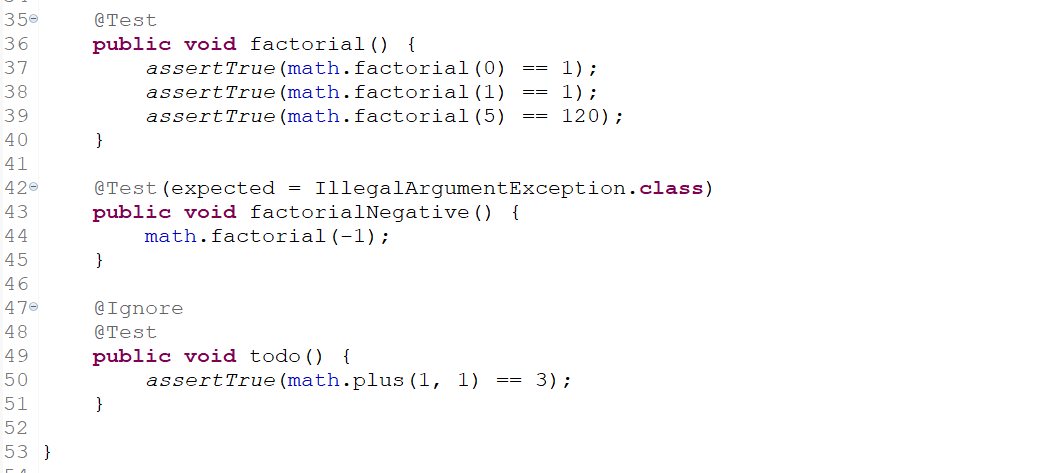 35 @Test
36 public void factorial() {
37 assertTrue(math.factorial(0) == 1);
38 assertTrue(math.factorial(1) == 1);
39 assertTrue(math.factorial(5) == 120);
40 }
41
42 @Test(expected = IllegalArgumentException.class)
43 public void factorialNegative() {
44 math.factorial(-1);
45 }
46
47 @Ignore
48 @Test
49 public void todo() {
50 assertTrue(math.plus(1, 1) == 3);
51 }
52
53 }